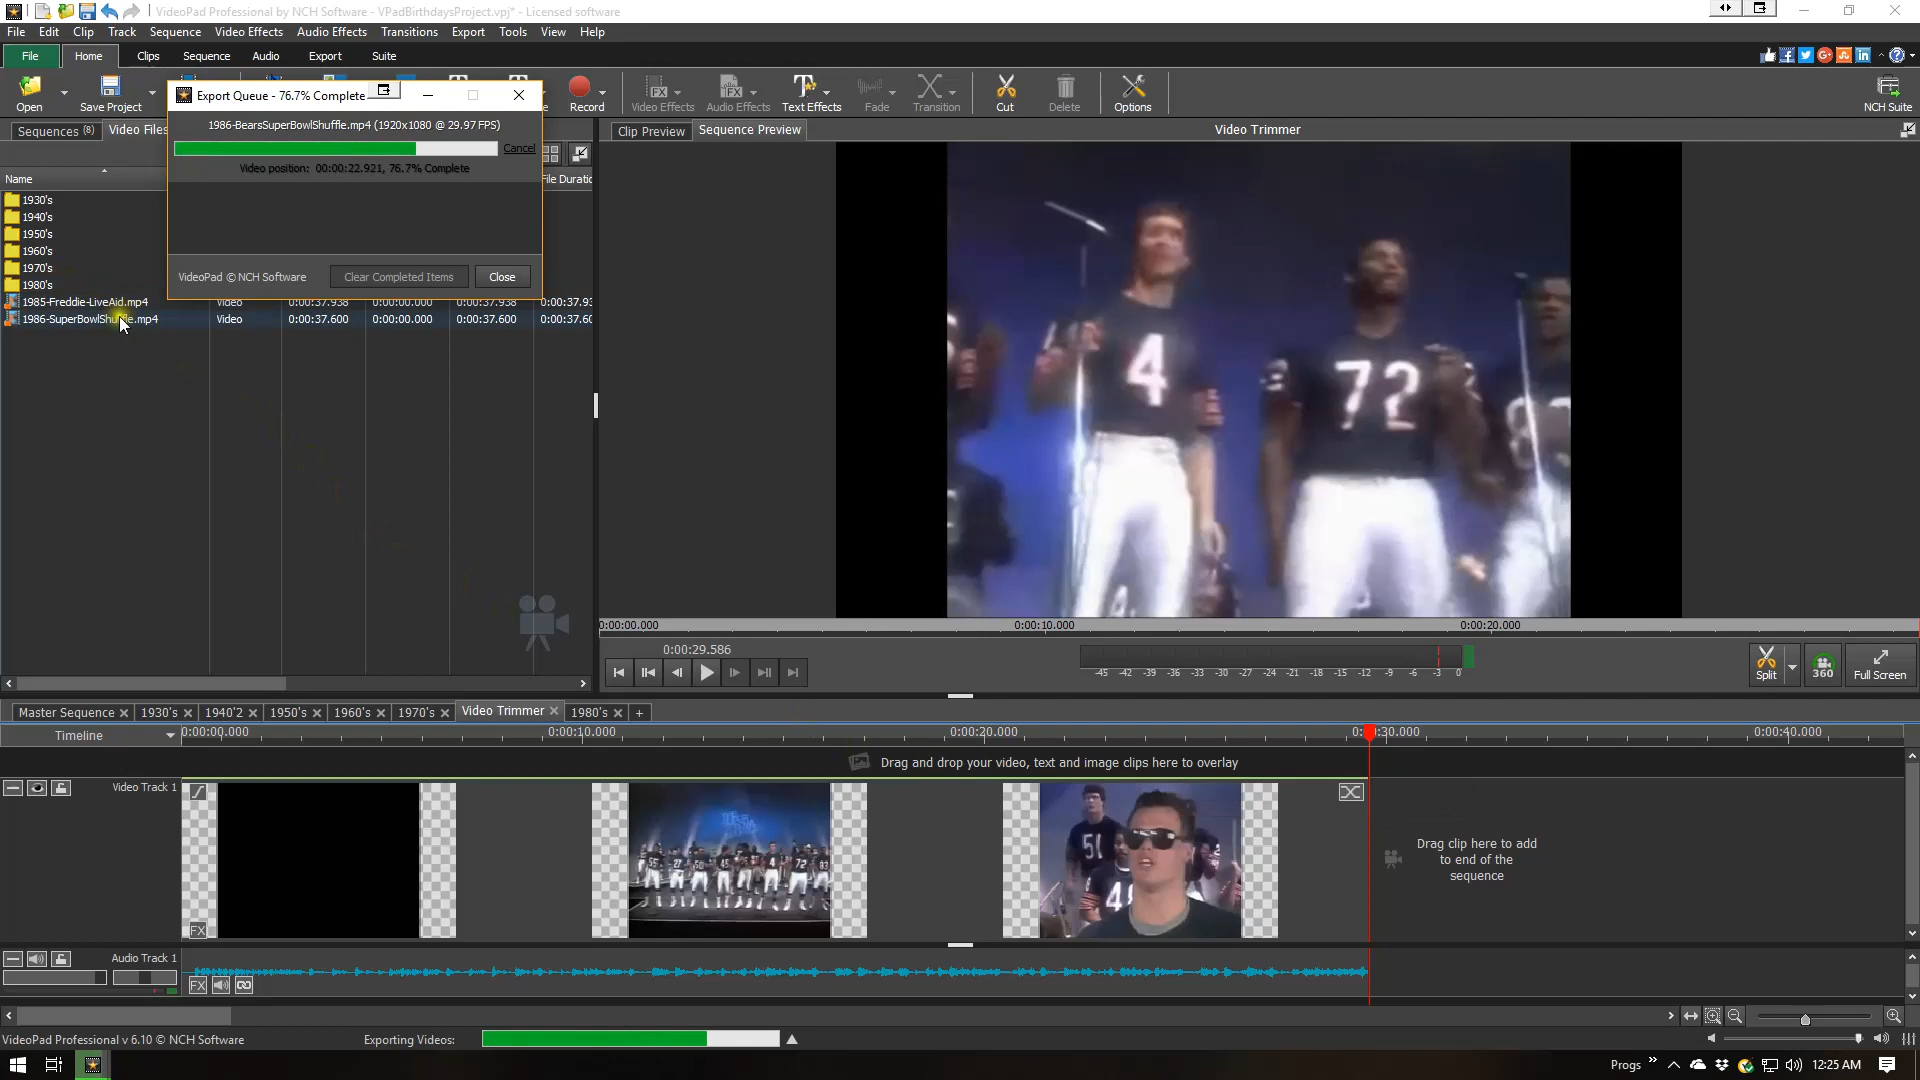 VideoPad Professional by NCH Software - VPadBirthdaysProject.vpj* - Licensed software
File Edit Clip Track Sequence Video Effects Audio Effects Transitions Export Tools View Help
File Home Clips Sequence Audio Export Suite
Open Save Project Record Video Effects Audio Effects Text Effects Fade Transition Cut Delete Options NCH Suite
Export Queue - 76.7% Complete
1986-BearsSuperBowlShuffle.mp4 (1920x1080 @ 29.97 FPS)
Cancel
Video position: 00:00:22.921, 76.7% Complete
VideoPad © NCH Software Clear Completed Items Close
Sequences (8) Video Files
Clip Preview Sequence Preview Video Trimmer
Name File Duratic
1930's
1940's
1950's
1960's
1970's
1980's
1985-Freddie-LiveAid.mp4 Video 0:00:37.938 0:00:00.000 0:00:37.938 0:00:37.93
1986-SuperBowlShuffle.mp4 Video 0:00:37.600 0:00:00.000 0:00:37.600 0:00:37.60
4 72
0:00:00.000 0:00:10.000 0:00:20.000
0:00:29.586
-45 -42 -39 -36 -33 -30 -27 -24 -21 -18 -15 -12 -9 -6 -3 0
Split 360 Full Screen
Master Sequence 1930's 1940'2 1950's 1960's 1970's Video Trimmer 1980's +
Timeline 0:00:00.000 0:00:10.000 0:00:20.000 0:00:30.000 0:00:40.000
Drag and drop your video, text and image clips here to overlay
Video Track 1
FX
51
Drag clip here to add
to end of the
sequence
Audio Track 1
FX
VideoPad Professional v 6.10 © NCH Software Exporting Videos:
Progs 12:25 AM